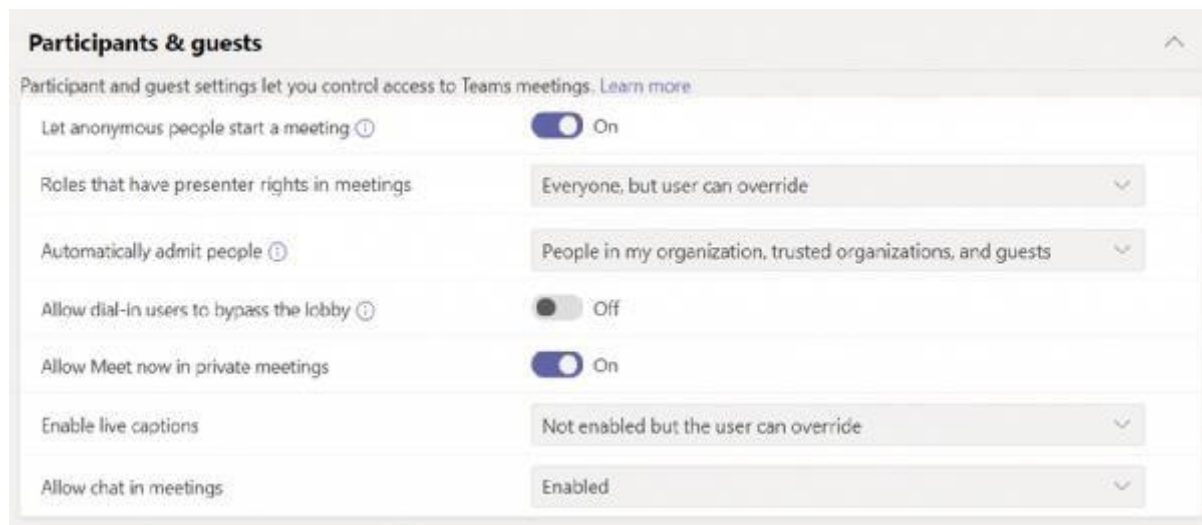 Participants & guests
Participant and guest settings let you control access to Teams meetings. Learn more
Let anonymous people start a meeting
On
Roles that have presenter rights in meetings
Everyone, but user can override
Automatically admit people
People in my organization, trusted organizations, and guests
Allow dial-in users to bypass the lobby
Off
Allow Meet now in private meetings
On
Enable live captions
Not enabled but the user can override
Allow chat in meetings
Enabled